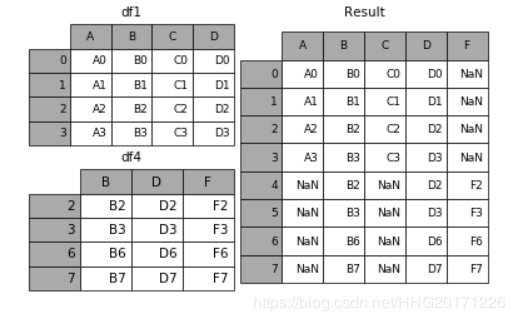 df1
A B C D
0 A0 B0 C0 D0
1 A1 B1 C1 D1
2 A2 B2 C2 D2
3 A3 B3 C3 D3
df4
B D F
2 B2 D2 F2
3 B3 D3 F3
6 B6 D6 F6
7 B7 D7 F7
Result
A B C D F
0 A0 B0 C0 D0 NaN
1 A1 B1 C1 D1 NaN
2 A2 B2 C2 D2 NaN
3 A3 B3 C3 D3 NaN
4 NaN B2 NaN D2 F2
5 NaN B3 NaN D3 F3
6 NaN B6 NaN D6 F6
7 NaN B7 NaN D7 F7
https://blog.csdn.net/HHG20171226